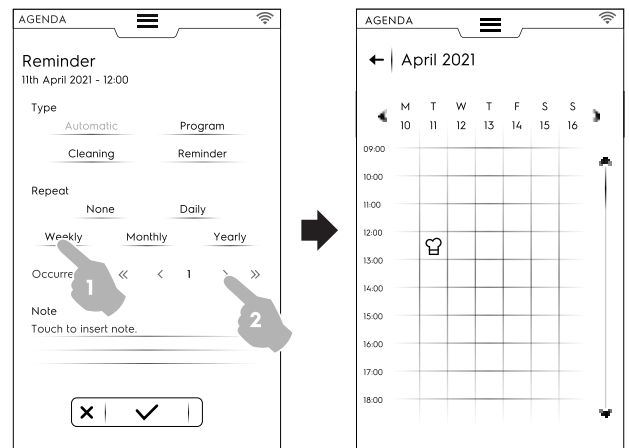 AGENDA
Reminder
11th April 2021 - 12:00
Type
Automatic Program
Cleaning Reminder
Repeat
None Daily
Weekly Monthly Yearly
Occurre « < 1 > »
Note
Touch to insert note.
1
2
AGENDA
April 2021
M T W T F S S
10 11 12 13 14 15 16
09:00
10:00
11:00
12:00
13:00
14:00
15:00
16:00
17:00
18:00